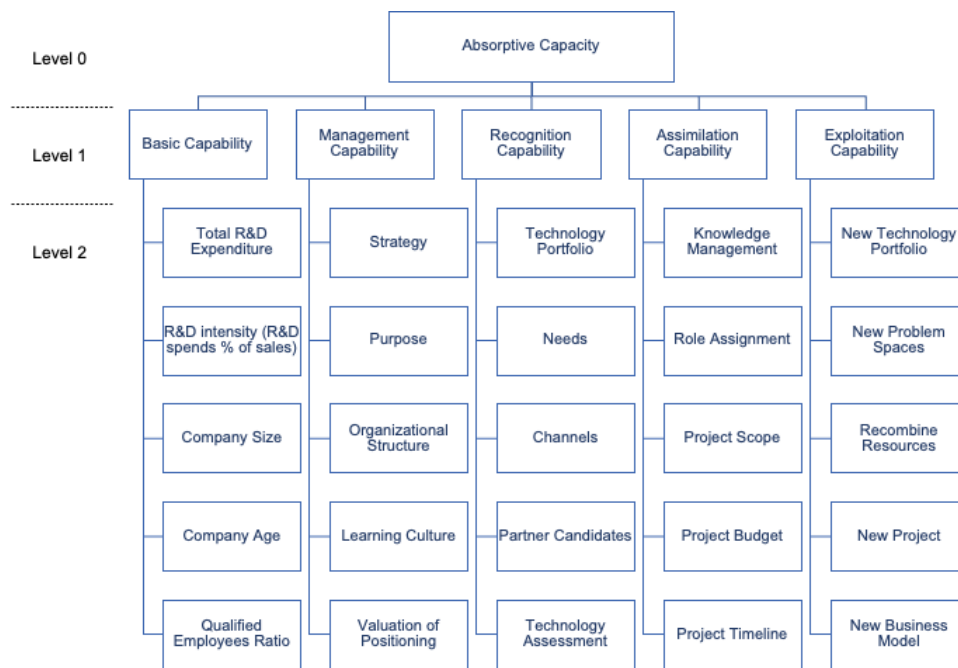 Absorptive Capacity
Level 0
Basic Capability
Management
Capability
Recognition
Capability
Assimilation
Capability
Exploitation
Capability
Level 1
Level 2
Total R&D
Expenditure
Strategy
Technology
Portfolio
Knowledge
Management
New Technology
Portfolio
R&D intensity (R&D
spends % of sales)
Purpose
Needs
Role Assignment
New Problem
Spaces
Company Size
Organizational
Structure
Channels
Project Scope
Recombine
Resources
Company Age
Learning Culture
Partner Candidates
Project Budget
New Project
Qualified
Employees Ratio
Valuation of
Positioning
Technology
Assessment
Project Timeline
New Business
Model